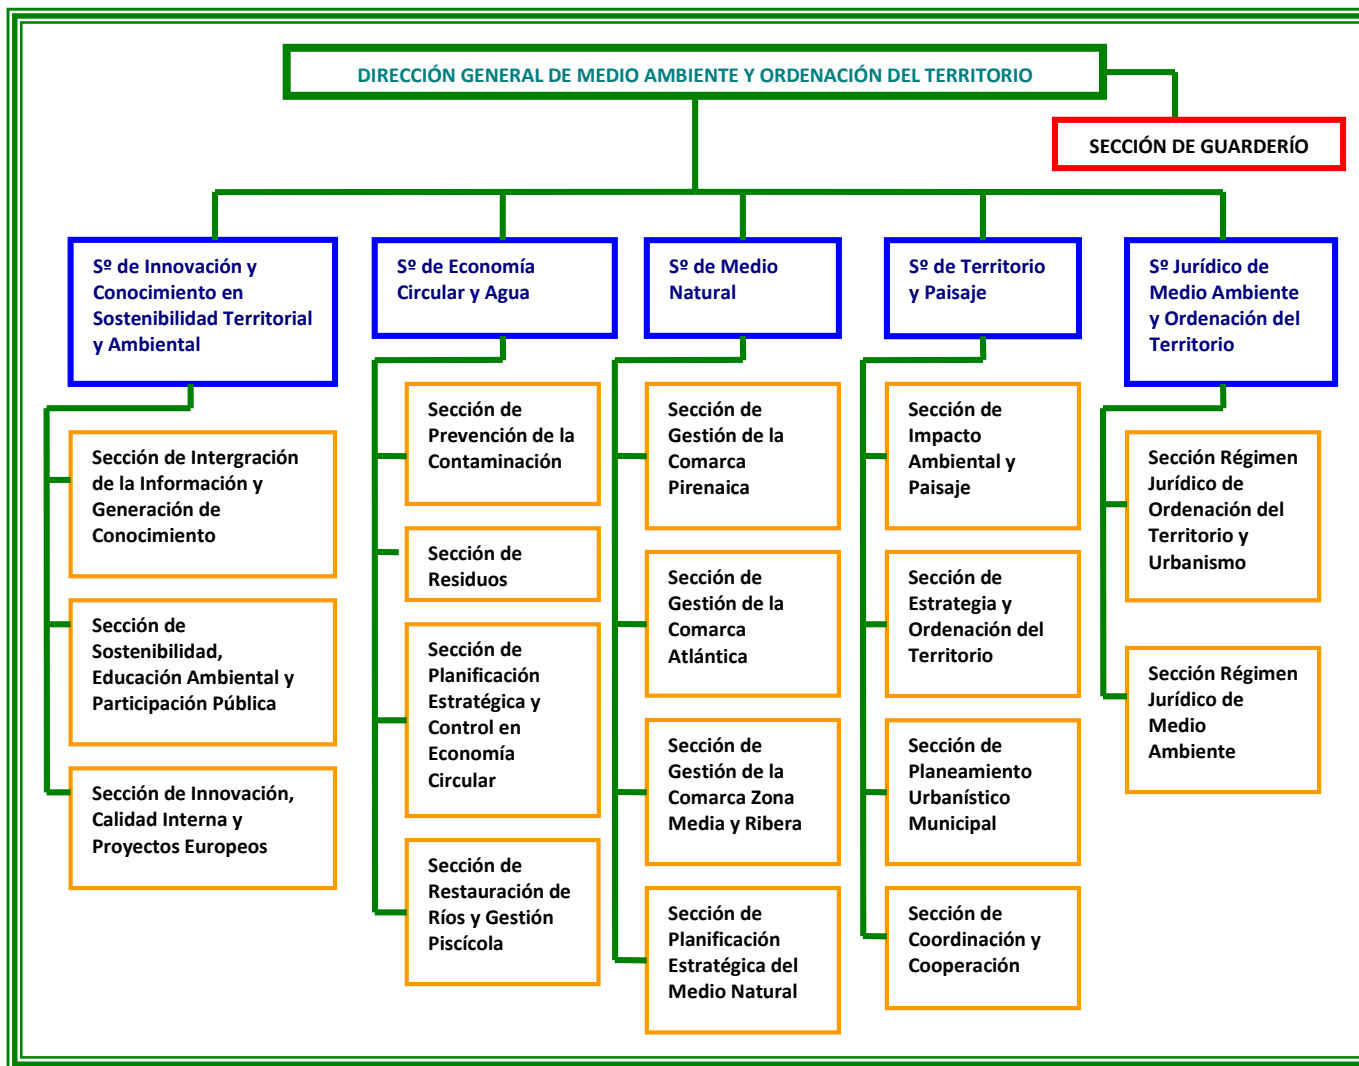 DIRECCIÓN GENERAL DE MEDIO AMBIENTE Y ORDENACIÓN DEL TERRITORIO
SECCIÓN DE GUARDERÍO
Sº de Innovación y
Conocimiento en
Sostenibilidad Territorial
y Ambiental
Sección de Intergración
de la Información y
Generación de
Conocimiento
Sección de
Sostenibilidad,
Educación Ambiental y
Participación Pública
Sección de Innovación,
Calidad Interna y
Proyectos Europeos
Sº de Economía
Circular y Agua
Sección de
Prevención de la
Contaminación
Sección de
Residuos
Sección de
Planificación
Estratégica y
Control en
Economía
Circular
Sección de
Restauración de
Ríos y Gestión
Piscícola
Sº de Medio
Natural
Sección de
Gestión de la
Comarca
Pirenaica
Sección de
Gestión de la
Comarca
Atlántica
Sección de
Gestión de la
Comarca Zona
Media y Ribera
Sección de
Planificación
Estratégica del
Medio Natural
Sº de Territorio
y Paisaje
Sección de
Impacto
Ambiental y
Paisaje
Sección de
Estrategia y
Ordenación del
Territorio
Sección de
Planeamiento
Urbanístico
Municipal
Sección de
Coordinación y
Cooperación
Sº Jurídico de
Medio Ambiente
y Ordenación del
Territorio
Sección Régimen
Jurídico de
Ordenación del
Territorio y
Urbanismo
Sección Régimen
Jurídico de
Medio
Ambiente